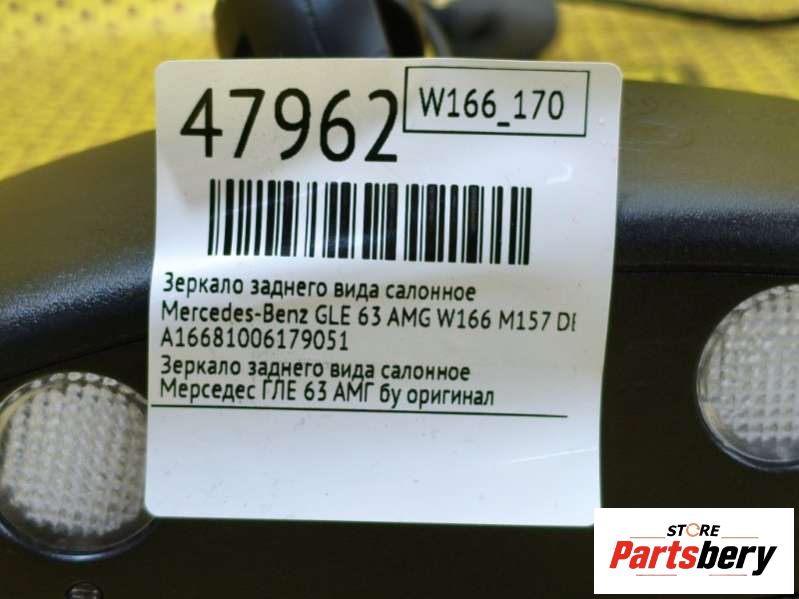 47962
W166_170
Зеркало заднего вида салонное
Mercedes-Benz GLE 63 AMG W166 M157
A16681006179051
Зеркало заднего вида салонное
Мерседес ГЛЕ 63 АМГ бу оригинал
STORE
Partsbery